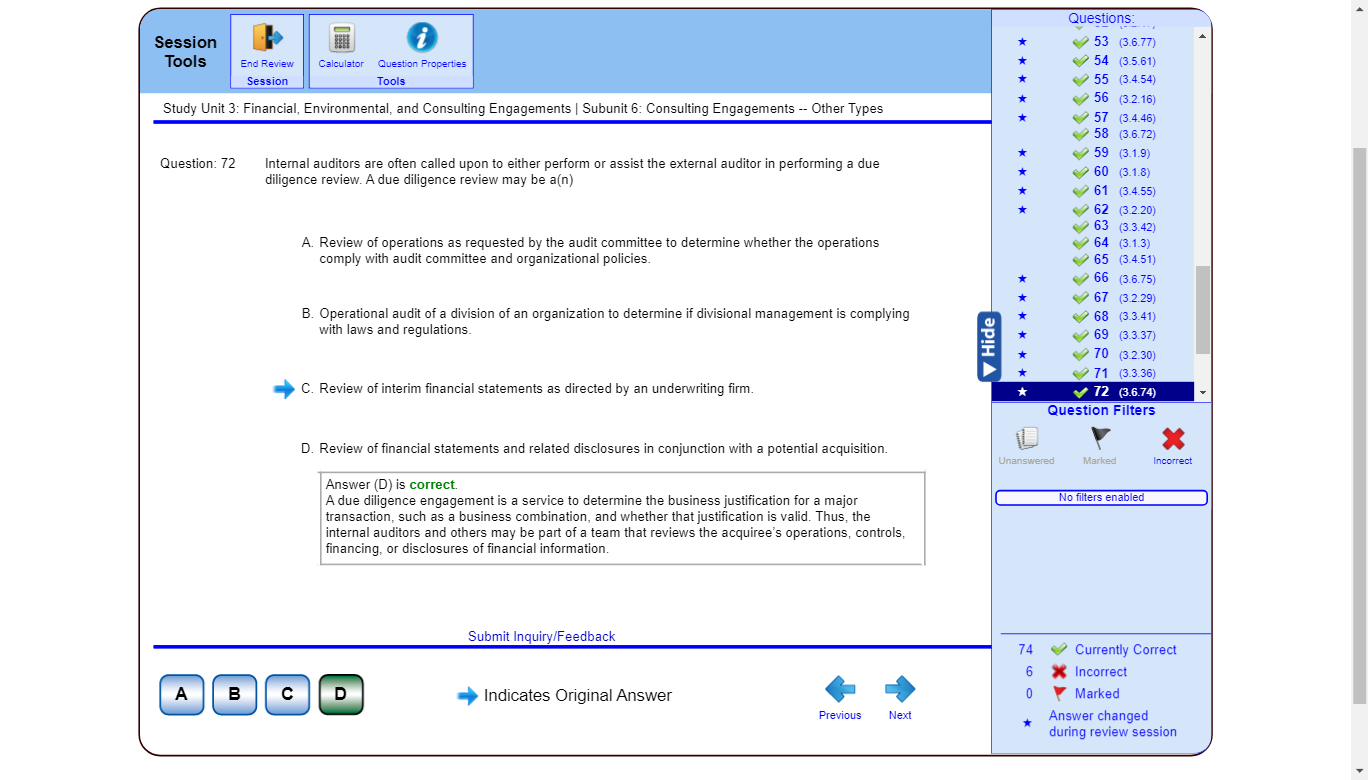 Session
Tools
End Review
Session
Calculator
Question Properties
Tools
Study Unit 3: Financial, Environmental, and Consulting Engagements | Subunit 6: Consulting Engagements -- Other Types
Question: 72
Internal auditors are often called upon to either perform or assist the external auditor in performing a due
diligence review. A due diligence review may be a(n)
A. Review of operations as requested by the audit committee to determine whether the operations
comply with audit committee and organizational policies.
B. Operational audit of a division of an organization to determine if divisional management is complying
with laws and regulations.
C. Review of interim financial statements as directed by an underwriting firm.
D. Review of financial statements and related disclosures in conjunction with a potential acquisition.
Answer (D) is correct.
A due diligence engagement is a service to determine the business justification for a major
transaction, such as a business combination, and whether that justification is valid. Thus, the
internal auditors and others may be part of a team that reviews the acquiree's operations, controls,
financing, or disclosures of financial information.
Submit Inquiry/Feedback
A
B
C
D
Indicates Original Answer
Previous
Next
Questions:
53 (3.6.77)
54 (3.5.61)
55 (3.4.54)
56 (3.2.16)
57 (3.4.46)
58 (3.6.72)
59 (3.1.9)
60 (3.1.8)
61 (3.4.55)
62 (3.2.20)
63 (3.3.42)
64 (3.1.3)
65 (3.4.51)
66 (3.6.75)
67 (3.2.29)
68 (3.3.41)
69 (3.3.37)
70 (3.2.30)
71 (3.3.36)
72 (3.6.74)
Hide
Question Filters
Unanswered
Marked
Incorrect
No filters enabled
74 Currently Correct
6 Incorrect
0 Marked
Answer changed
during review session